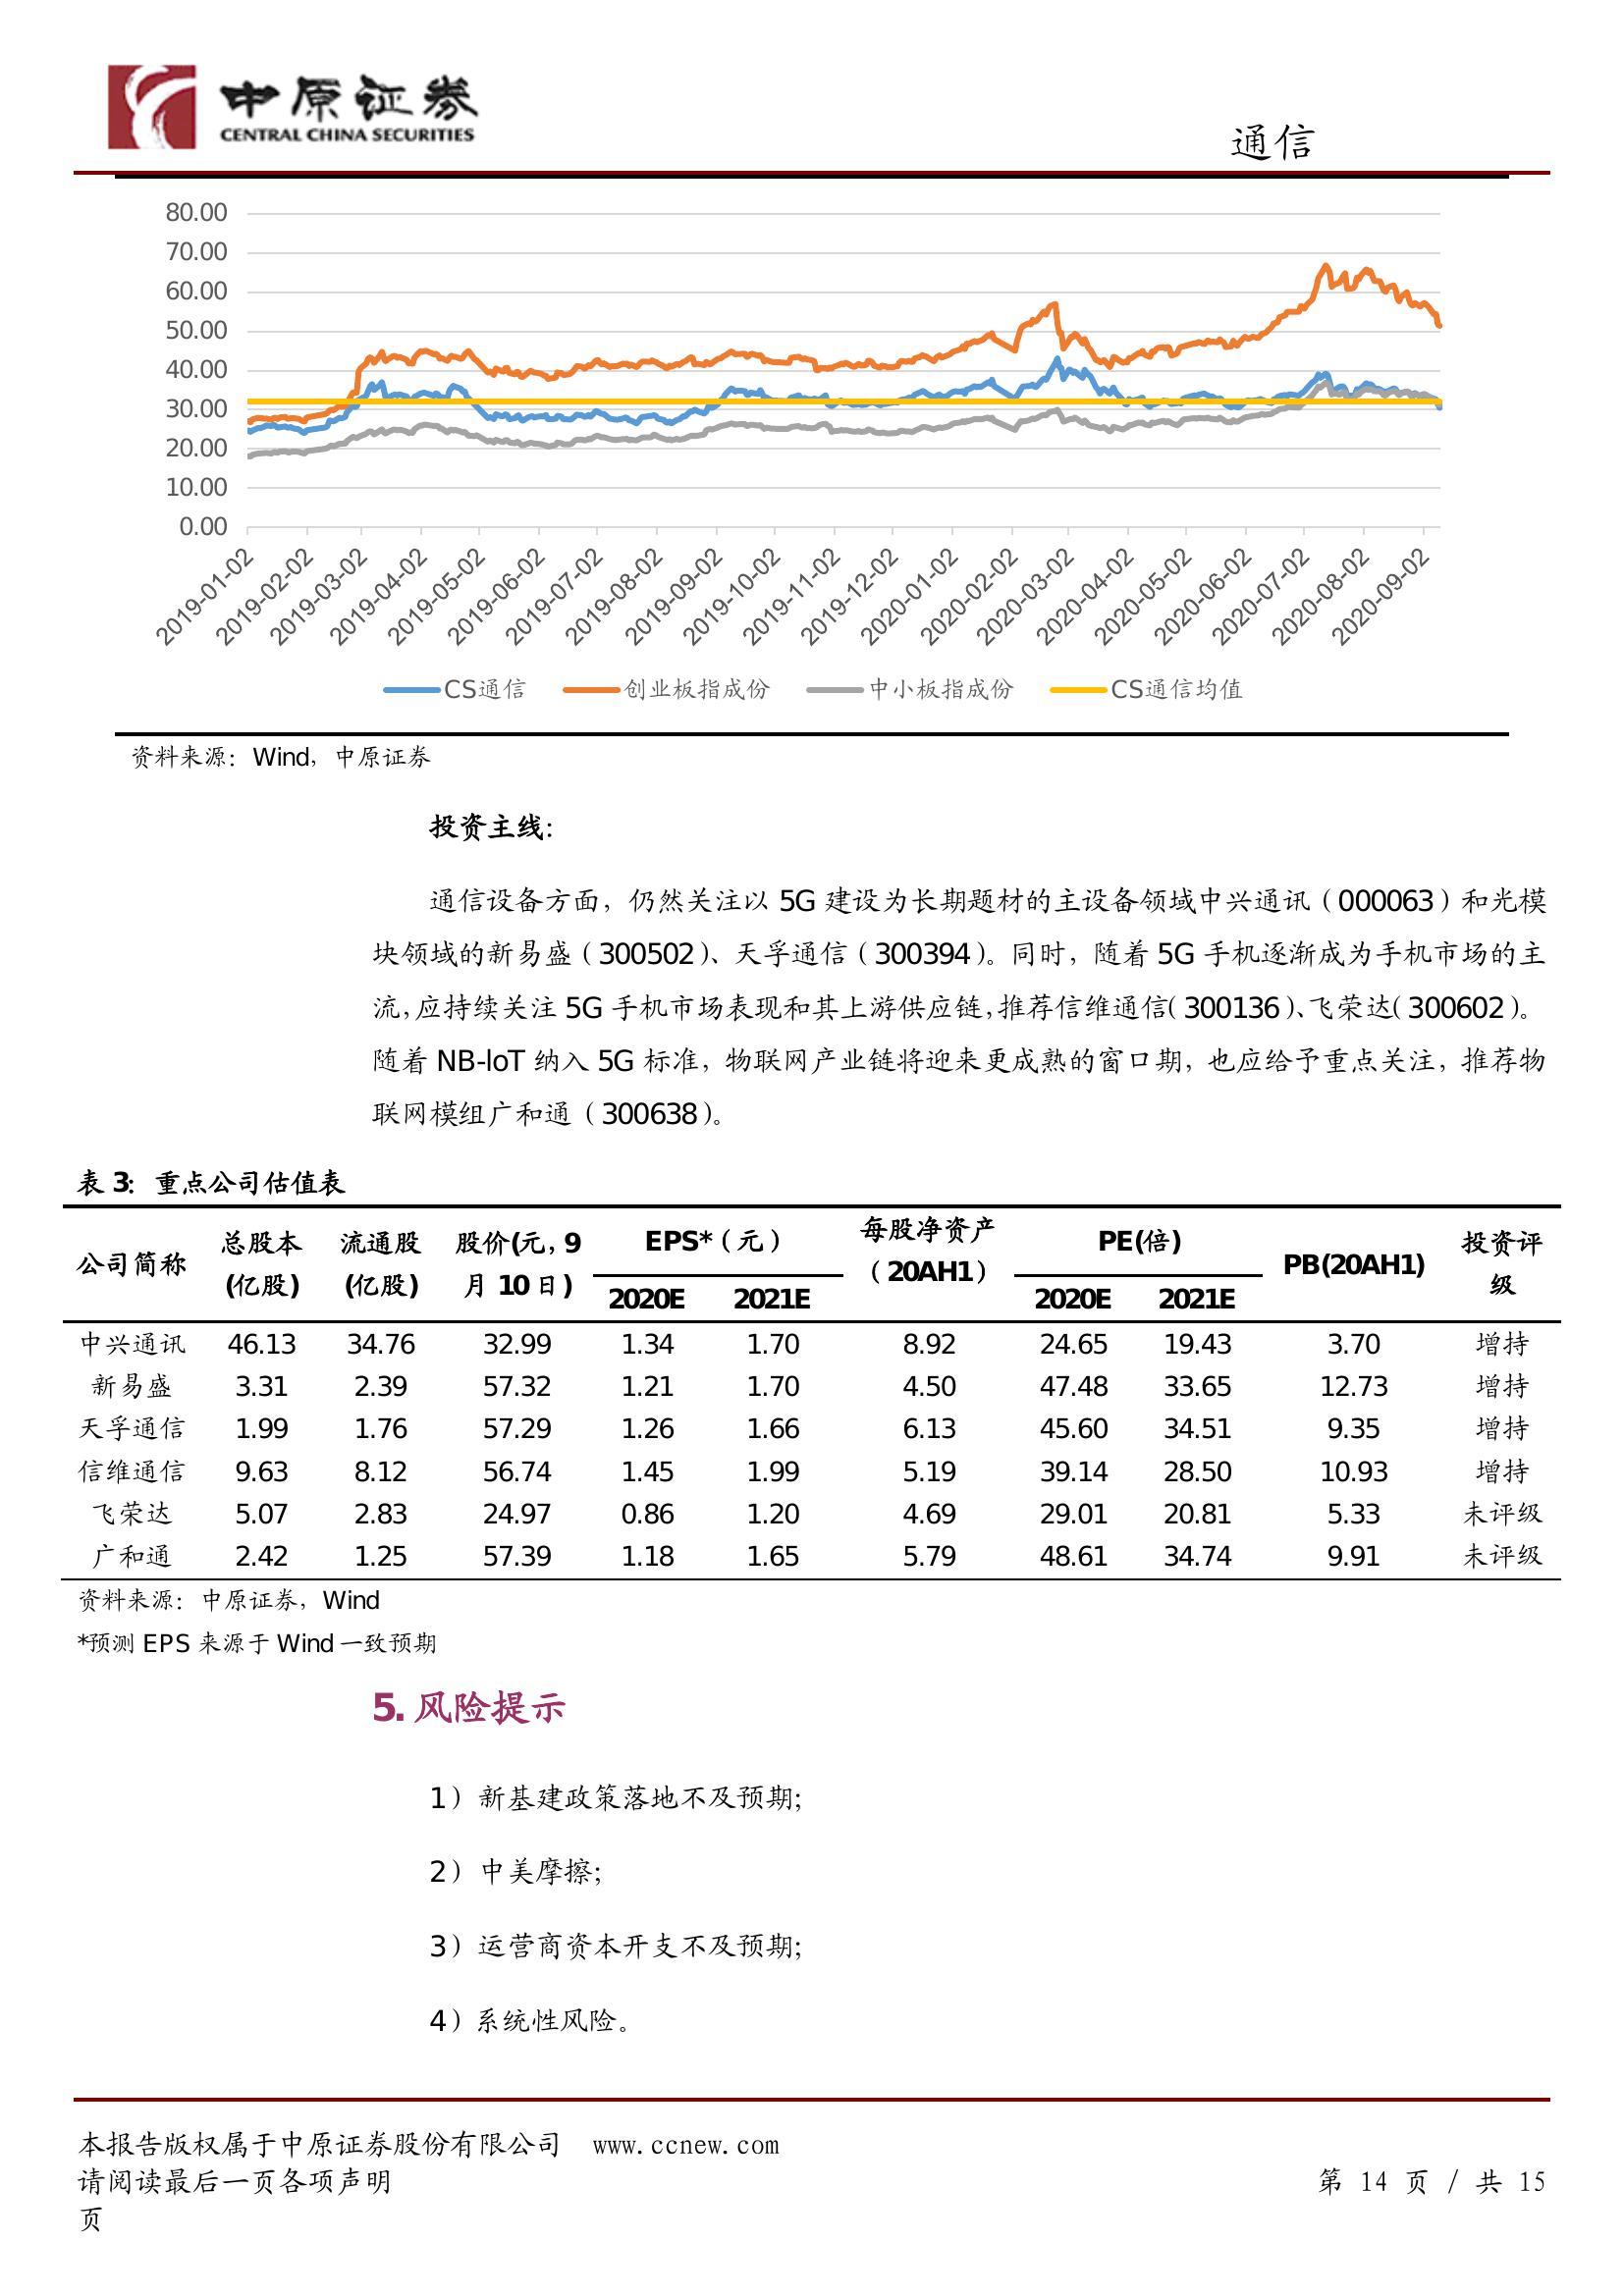 中原证券
CENTRAL CHINA SECURITIES
通信
80.00
70.00
60.00
50.00
40.00
30.00
20.00
10.00
0.00
2019-01-02
2019-02-02
2019-03-02
2019-04-02
2019-05-02
2019-06-02
2019-07-02
2019-08-02
2019-09-02
2019-10-02
2019-11-02
2019-12-02
2020-01-02
2020-02-02
2020-03-02
2020-04-02
2020-05-02
2020-06-02
2020-07-02
2020-08-02
2020-09-02
CS通信 创业板指成份 中小板指成份 CS通信均值
资料来源：Wind，中原证券
投资主线：
通信设备方面，仍然关注以 5G 建设为长期题材的主设备领域中兴通讯（000063）和光模
块领域的新易盛（300502）、天孚通信（300394）。同时，随着 5G 手机逐渐成为手机市场的主
流，应持续关注 5G 手机市场表现和其上游供应链，推荐信维通信（300136）、飞荣达（300602）。
随着 NB-IoT 纳入 5G 标准，物联网产业链将迎来更成熟的窗口期，也应给予重点关注，推荐物
联网模组广和通（300638）。
表 3：重点公司估值表
公司简称 总股本(亿股) 流通股(亿股) 股价(元，9月 10 日) EPS*（元） 每股净资产（20AH1） PE(倍) PB(20AH1) 投资评级
2020E 2021E 2020E 2021E
中兴通讯 46.13 34.76 32.99 1.34 1.70 8.92 24.65 19.43 3.70 增持
新易盛 3.31 2.39 57.32 1.21 1.70 4.50 47.48 33.65 12.73 增持
天孚通信 1.99 1.76 57.29 1.26 1.66 6.13 45.60 34.51 9.35 增持
信维通信 9.63 8.12 56.74 1.45 1.99 5.19 39.14 28.50 10.93 增持
飞荣达 5.07 2.83 24.97 0.86 1.20 4.69 29.01 20.81 5.33 未评级
广和通 2.42 1.25 57.39 1.18 1.65 5.79 48.61 34.74 9.91 未评级
资料来源：中原证券，Wind
*预测 EPS 来源于 Wind 一致预期
5. 风险提示
1）新基建政策落地不及预期；
2）中美摩擦；
3）运营商资本开支不及预期；
4）系统性风险。
本报告版权属于中原证券股份有限公司 www.ccnew.com
请阅读最后一页各项声明 第 14 页 / 共 15
页